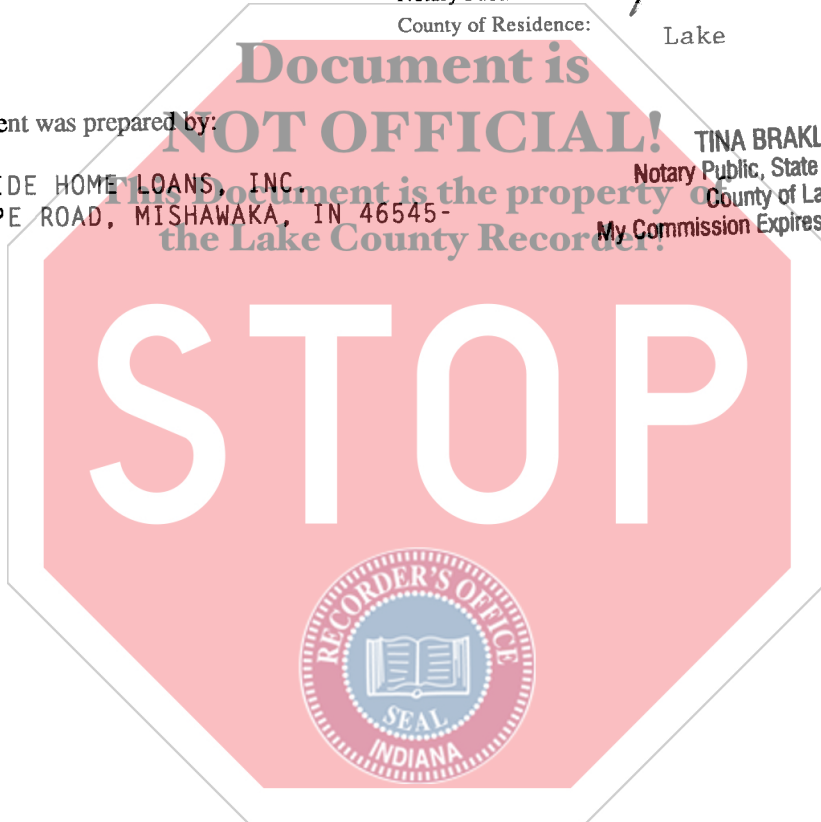 County of Residence:
Lake
Document is
NOT OFFICIAL!
This Document is the property of
the Lake County Recorder!
ent was prepared by:
IDE HOME LOANS, INC.
PE ROAD, MISHAWAKA, IN 46545-
TINA BRAKL
Notary Public, State
County of La
My Commission Expires
STOP
RECORDER'S OFFICE
SEAL
INDIANA